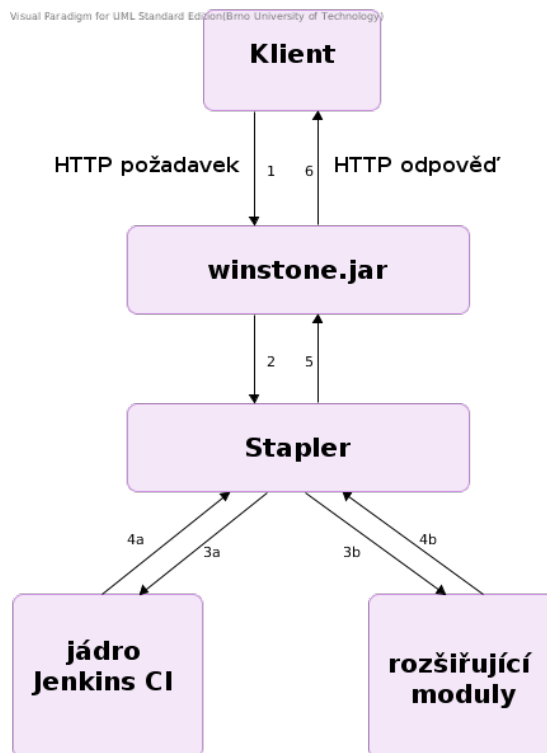 Visual Paradigm for UML Standard Edition(Brno University of Technology)
Klient
HTTP požadavek
1
6
HTTP odpověď
winstone.jar
2
5
Stapler
4a
3a
3b
4b
jádro
Jenkins CI
rozšiřující
moduly